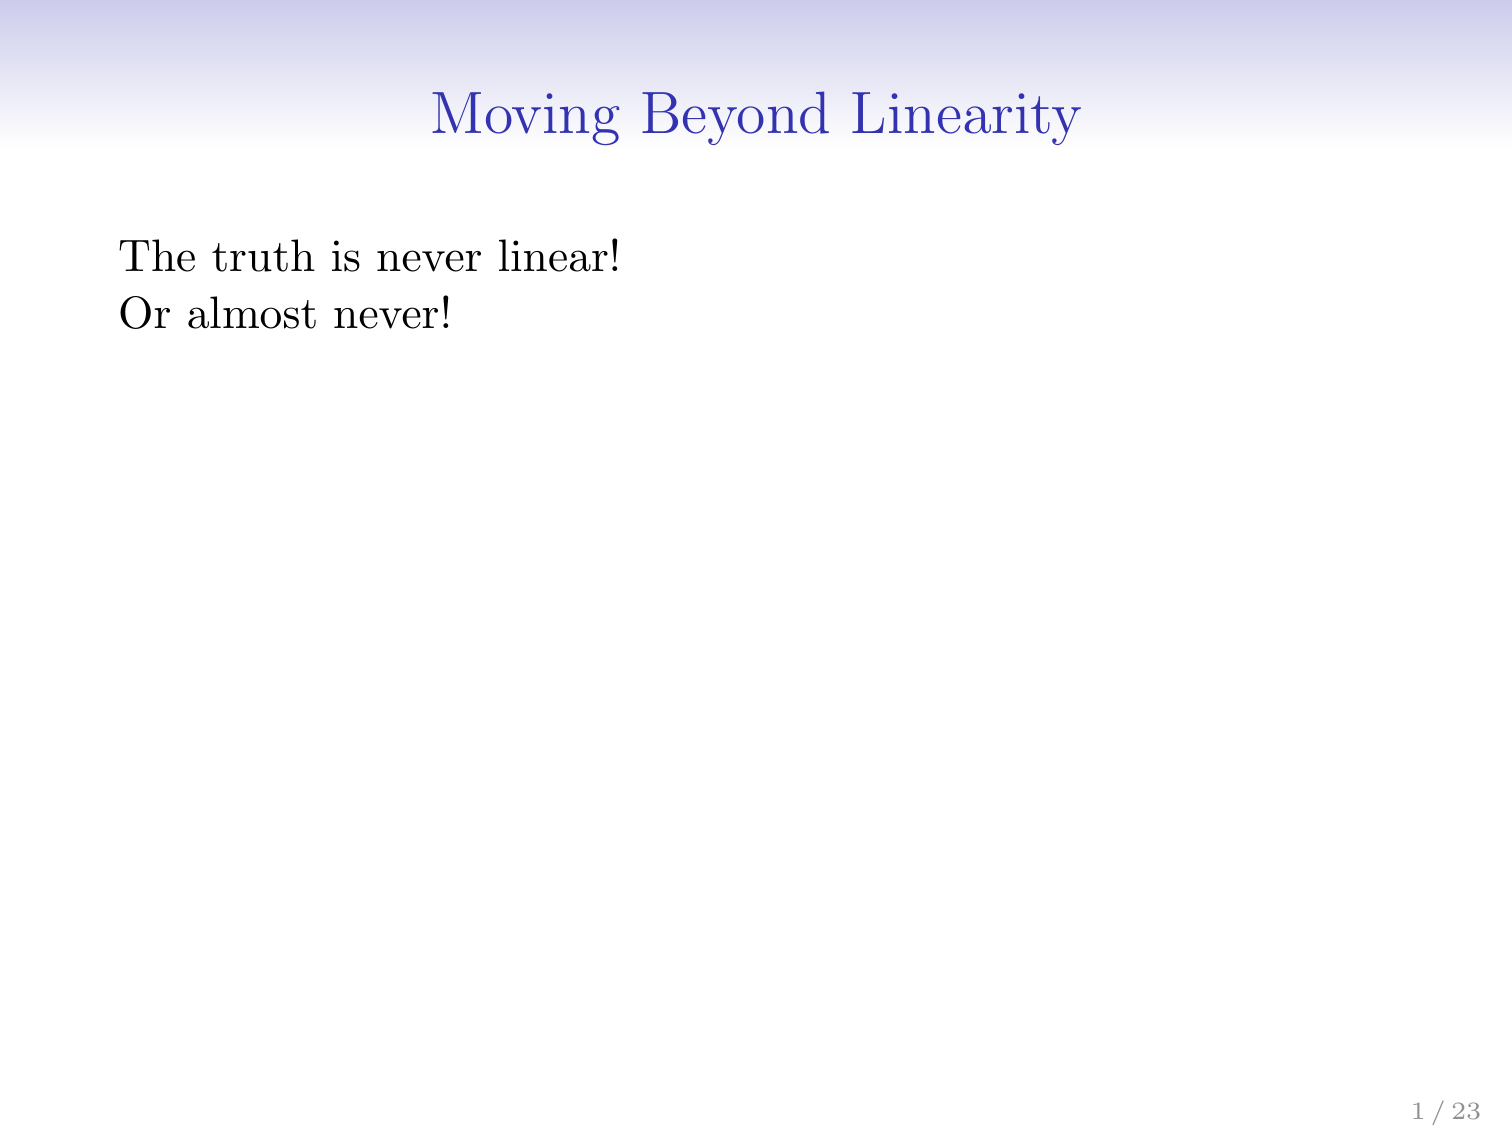 Moving Beyond Linearity
The truth is never linear!
Or almost never!
1 / 23